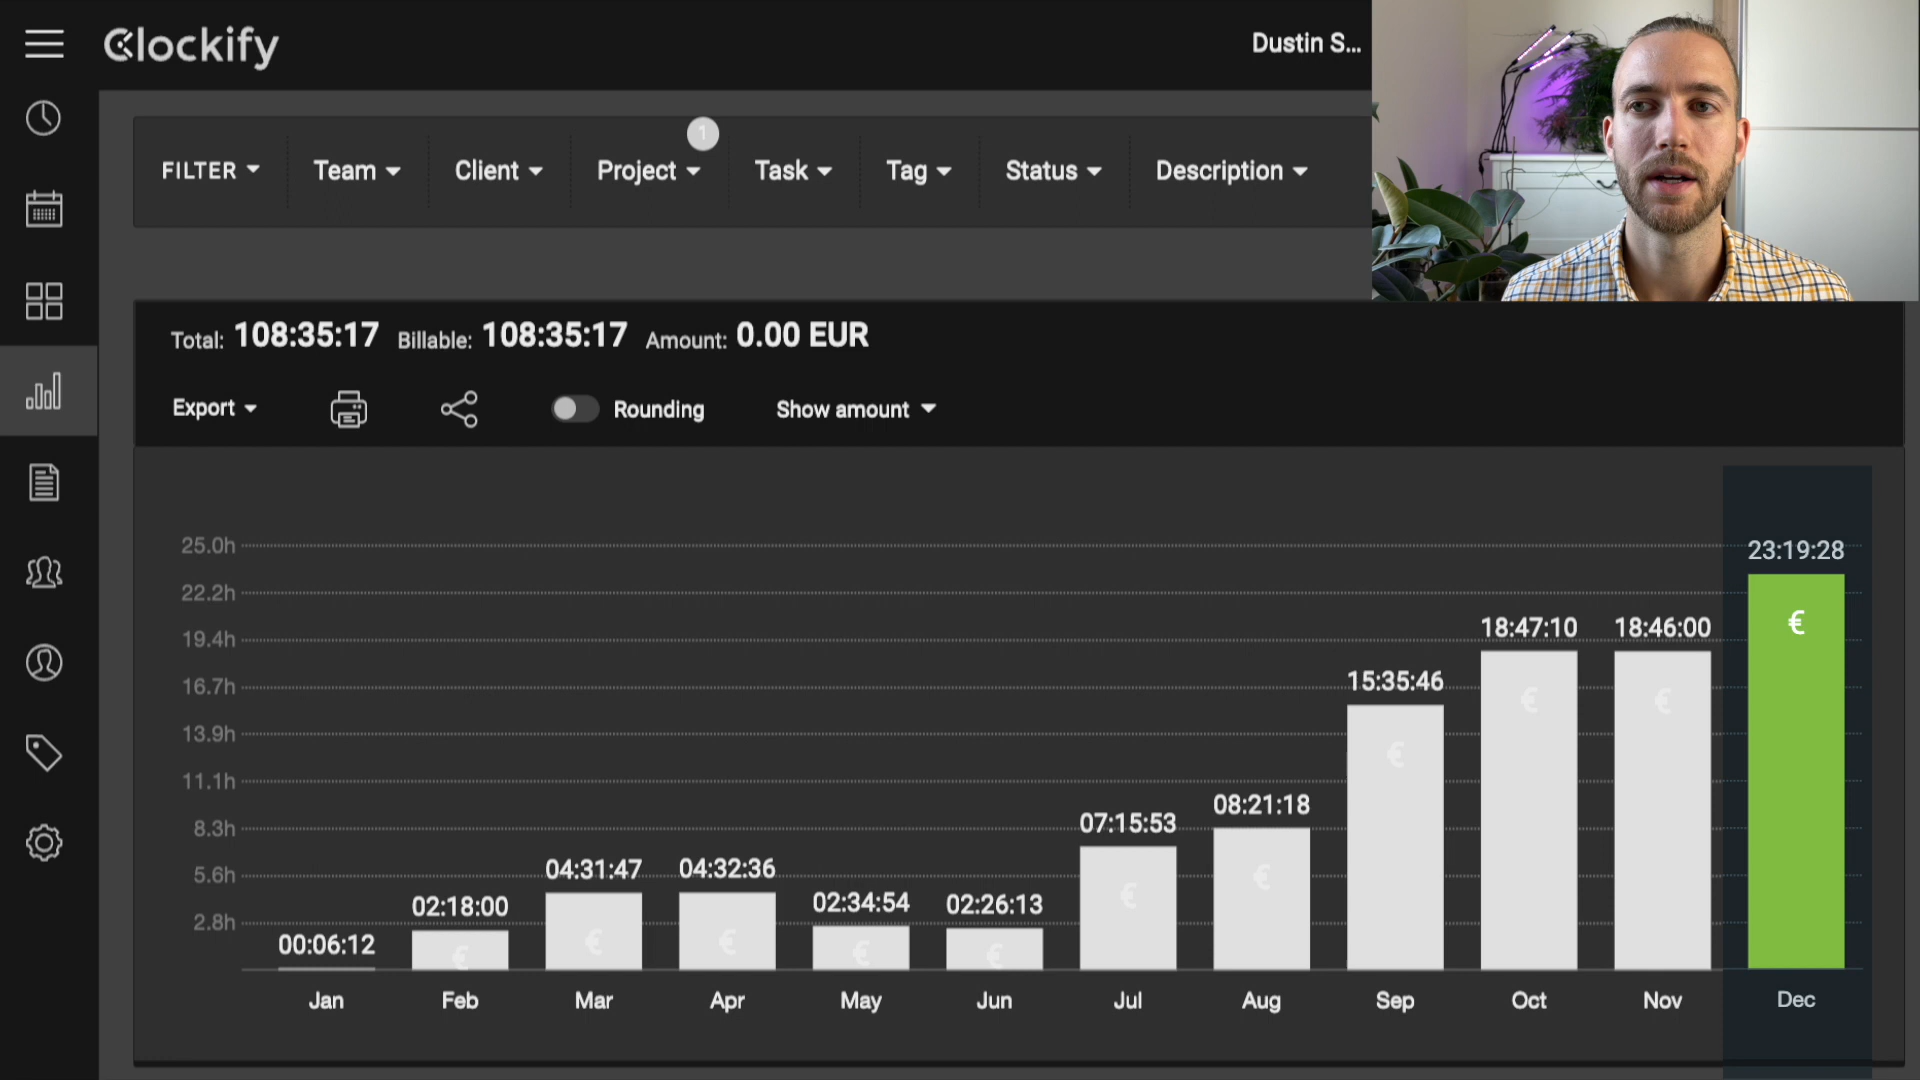 Clockify
Dustin S...
FILTER Team Client Project 1 Task Tag Status Description
Total: 108:35:17 Billable: 108:35:17 Amount: 0.00 EUR
Export Rounding Show amount
25.0h
22.2h
19.4h
16.7h
13.9h
11.1h
8.3h
5.6h
2.8h
00:06:12 02:18:00 04:31:47 04:32:36 02:34:54 02:26:13 07:15:53 08:21:18 15:35:46 18:47:10 18:46:00 23:19:28
€ € € € € € € € € € €
Jan Feb Mar Apr May Jun Jul Aug Sep Oct Nov Dec